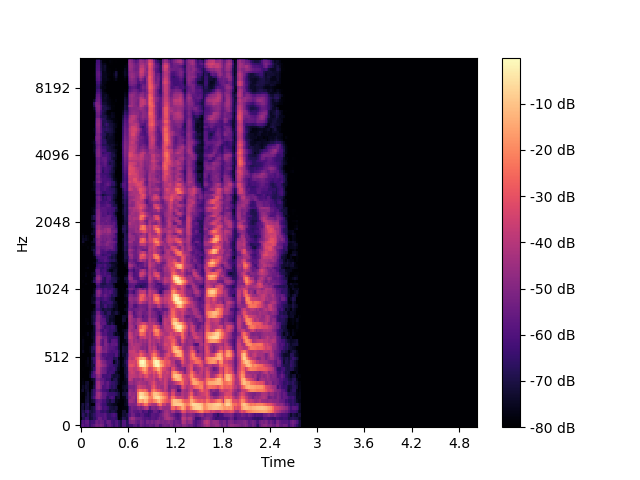 8192
4096
2048
1024
512
0
Hz
0 0.6 1.2 1.8 2.4 3 3.6 4.2 4.8
Time
-10 dB
-20 dB
-30 dB
-40 dB
-50 dB
-60 dB
-70 dB
-80 dB